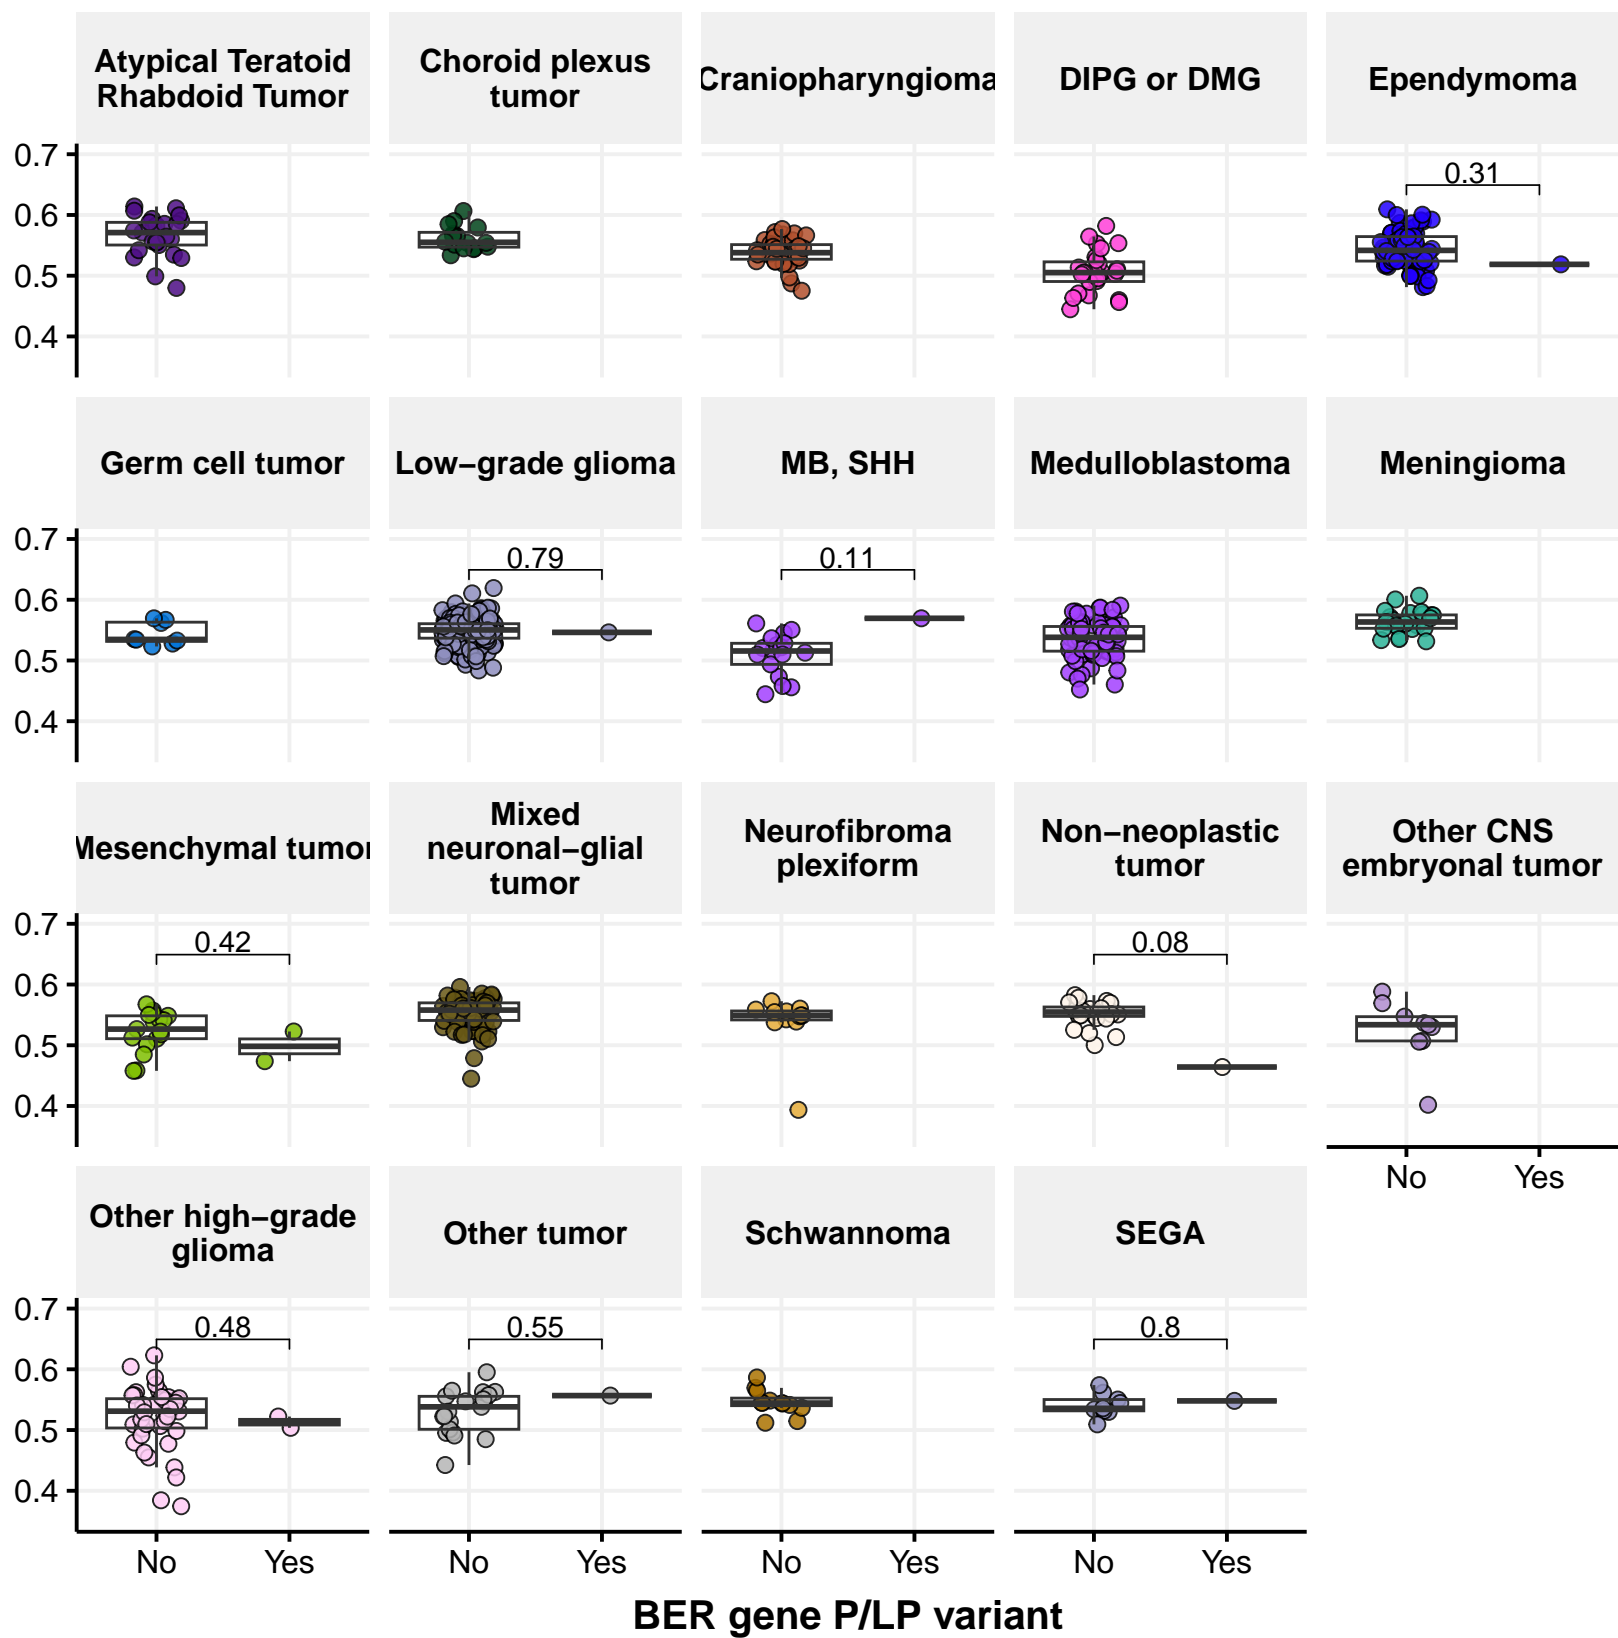 Atypical Teratoid
Rhabdoid Tumor
Choroid plexus
tumor
Craniopharyngioma
DIPG or DMG
Ependymoma
0.7
0.6
0.5
0.4
0.31
Germ cell tumor
Low−grade glioma
MB, SHH
Medulloblastoma
Meningioma
0.7
0.6
0.5
0.4
0.79
0.11
Mesenchymal tumor
Mixed
neuronal−glial
tumor
Neurofibroma
plexiform
Non−neoplastic
tumor
Other CNS
embryonal tumor
0.7
0.6
0.5
0.4
0.42
0.08
No Yes
Other high−grade
glioma
Other tumor
Schwannoma
SEGA
0.7
0.6
0.5
0.4
0.48
0.55
0.8
No Yes No Yes No Yes No Yes
BER gene P/LP variant